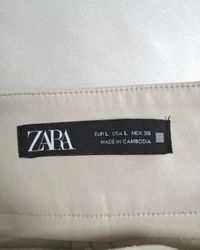 ZARA
EUR L USA L MEX 30
MADE IN CAMBODIA